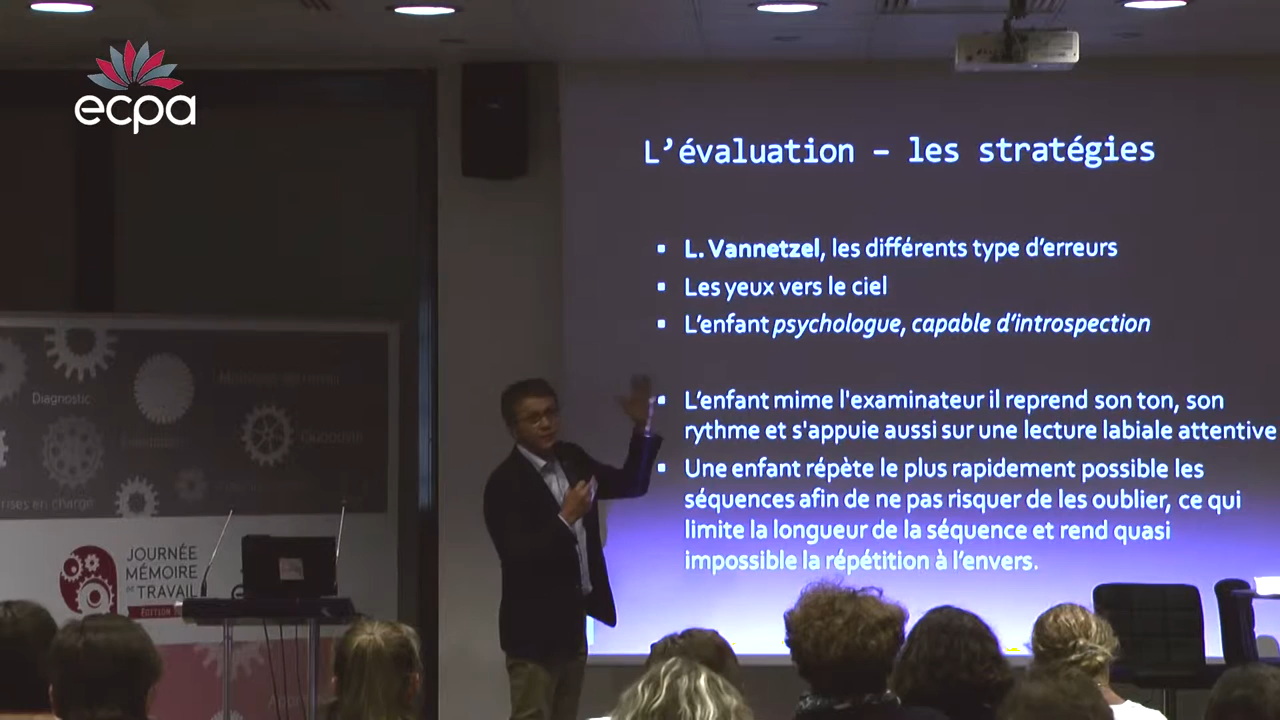 ecpa
L’évaluation – les stratégies
▪ L. Vannetzel, les différents type d’erreurs
▪ Les yeux vers le ciel
▪ L’enfant psychologue, capable d’introspection
▪ L’enfant mime l'examinateur il reprend son ton, son
rythme et s'appuie aussi sur une lecture labiale attentive
▪ Une enfant répète le plus rapidement possible les
séquences afin de ne pas risquer de les oublier, ce qui
limite la longueur de la séquence et rend quasi
impossible la répétition à l’envers.
Diagnostic
rises en charge
JOURNÉE
MÉMOIRE
DE TRAVAIL